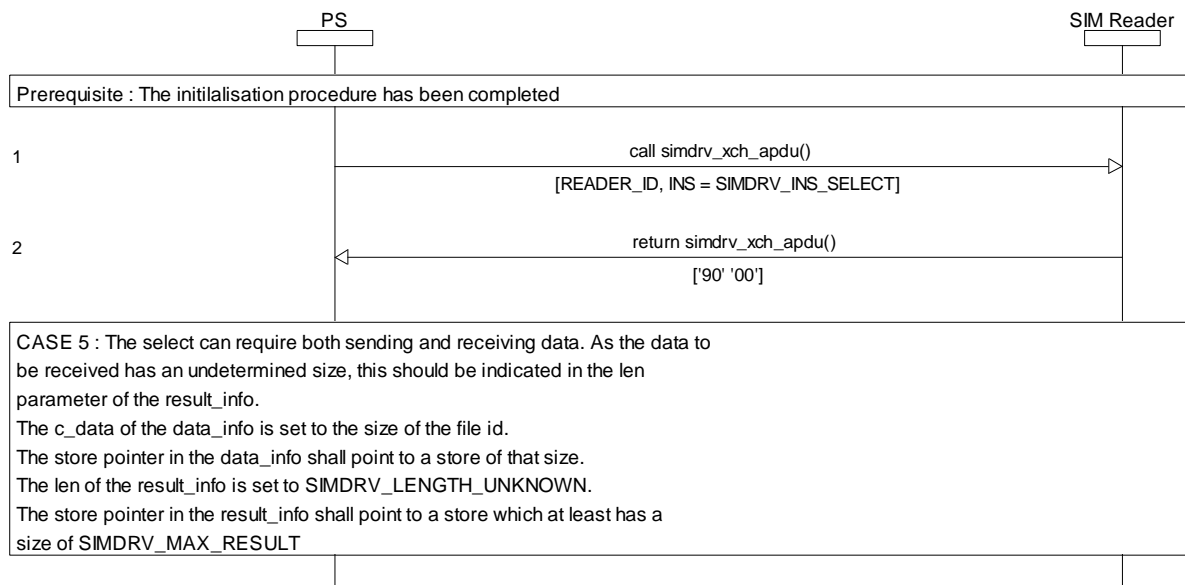 PS
SIM Reader
Prerequisite : The initilalisation procedure has been completed
1
call simdrv_xch_apdu()
[READER_ID, INS = SIMDRV_INS_SELECT]
2
return simdrv_xch_apdu()
['90' '00']
CASE 5 : The select can require both sending and receiving data. As the data to
be received has an undetermined size, this should be indicated in the len
parameter of the result_info.
The c_data of the data_info is set to the size of the file id.
The store pointer in the data_info shall point to a store of that size.
The len of the result_info is set to SIMDRV_LENGTH_UNKNOWN.
The store pointer in the result_info shall point to a store which at least has a
size of SIMDRV_MAX_RESULT